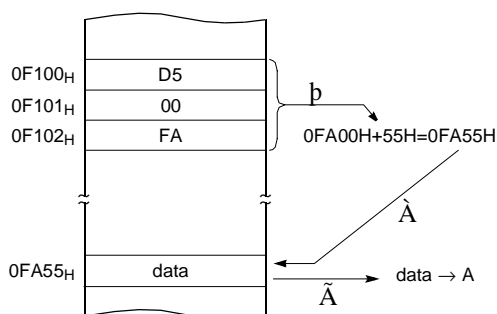 0F100H D5
þ
0F101H 00
0F102H FA 0FA00H+55H=0FA55H
À
0FA55H data data → A
Ã